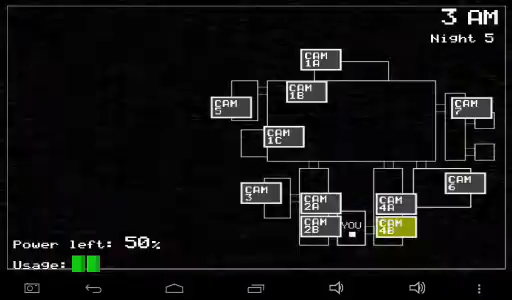 3 AM
Night 5
CAM
1A
CAM
1B
CAM
5
CAM
7
CAM
1C
CAM
6
CAM
3
CAM
2A
CAM
4A
CAM
2B
YOU
CAM
4B
Power left: 50%
Usage: